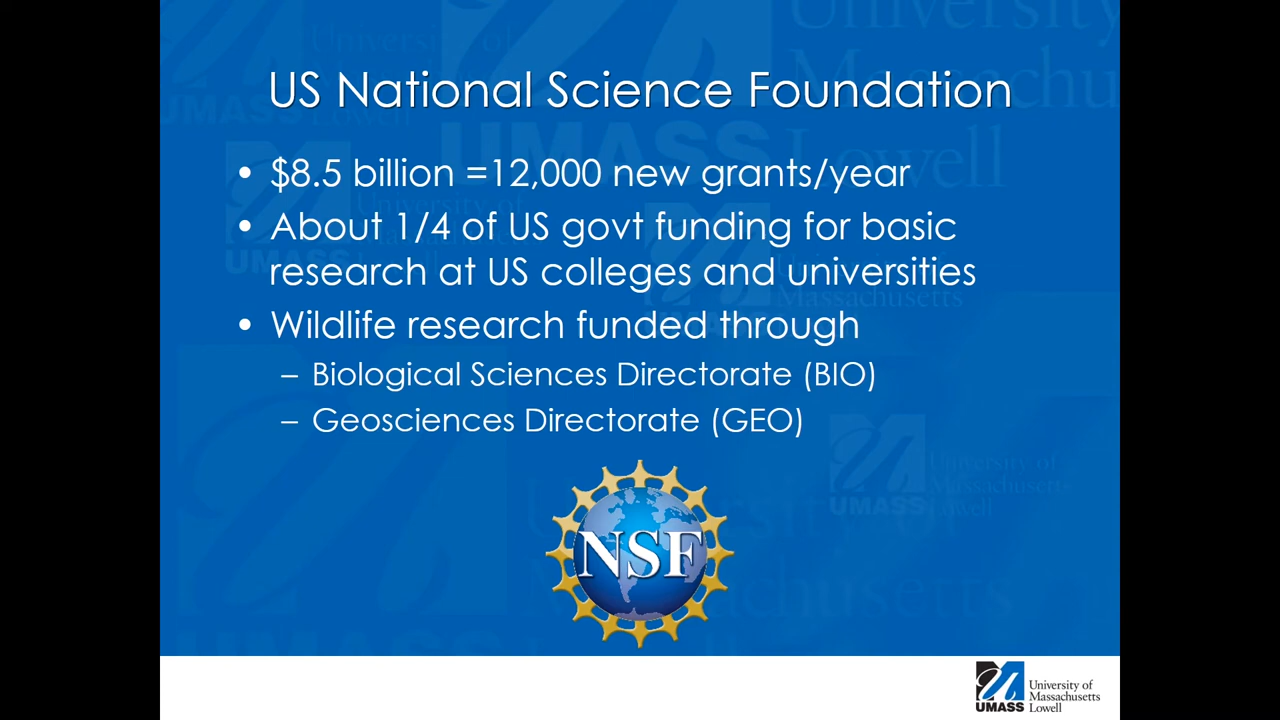 US National Science Foundation
• $8.5 billion =12,000 new grants/year
• About 1/4 of US govt funding for basic
research at US colleges and universities
• Wildlife research funded through
– Biological Sciences Directorate (BIO)
– Geosciences Directorate (GEO)
NSF
University of
Massachusetts
Lowell
UMASS